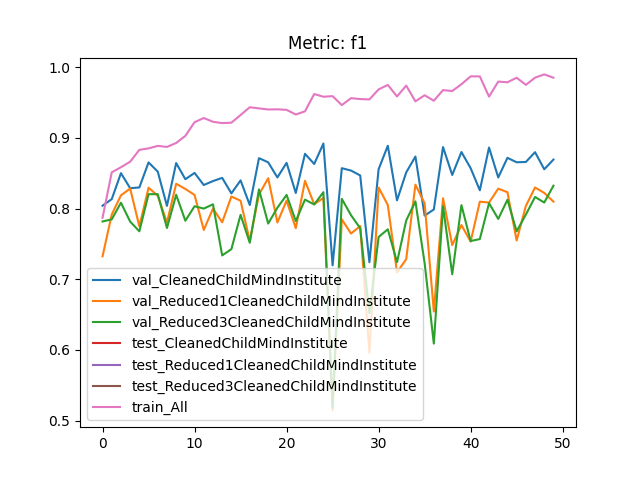 Metric: f1
1.0
0.9
0.8
0.7
0.6
0.5
val_CleanedChildMindInstitute
val_Reduced1CleanedChildMindInstitute
val_Reduced3CleanedChildMindInstitute
test_CleanedChildMindInstitute
test_Reduced1CleanedChildMindInstitute
test_Reduced3CleanedChildMindInstitute
train_All
0 10 20 30 40 50